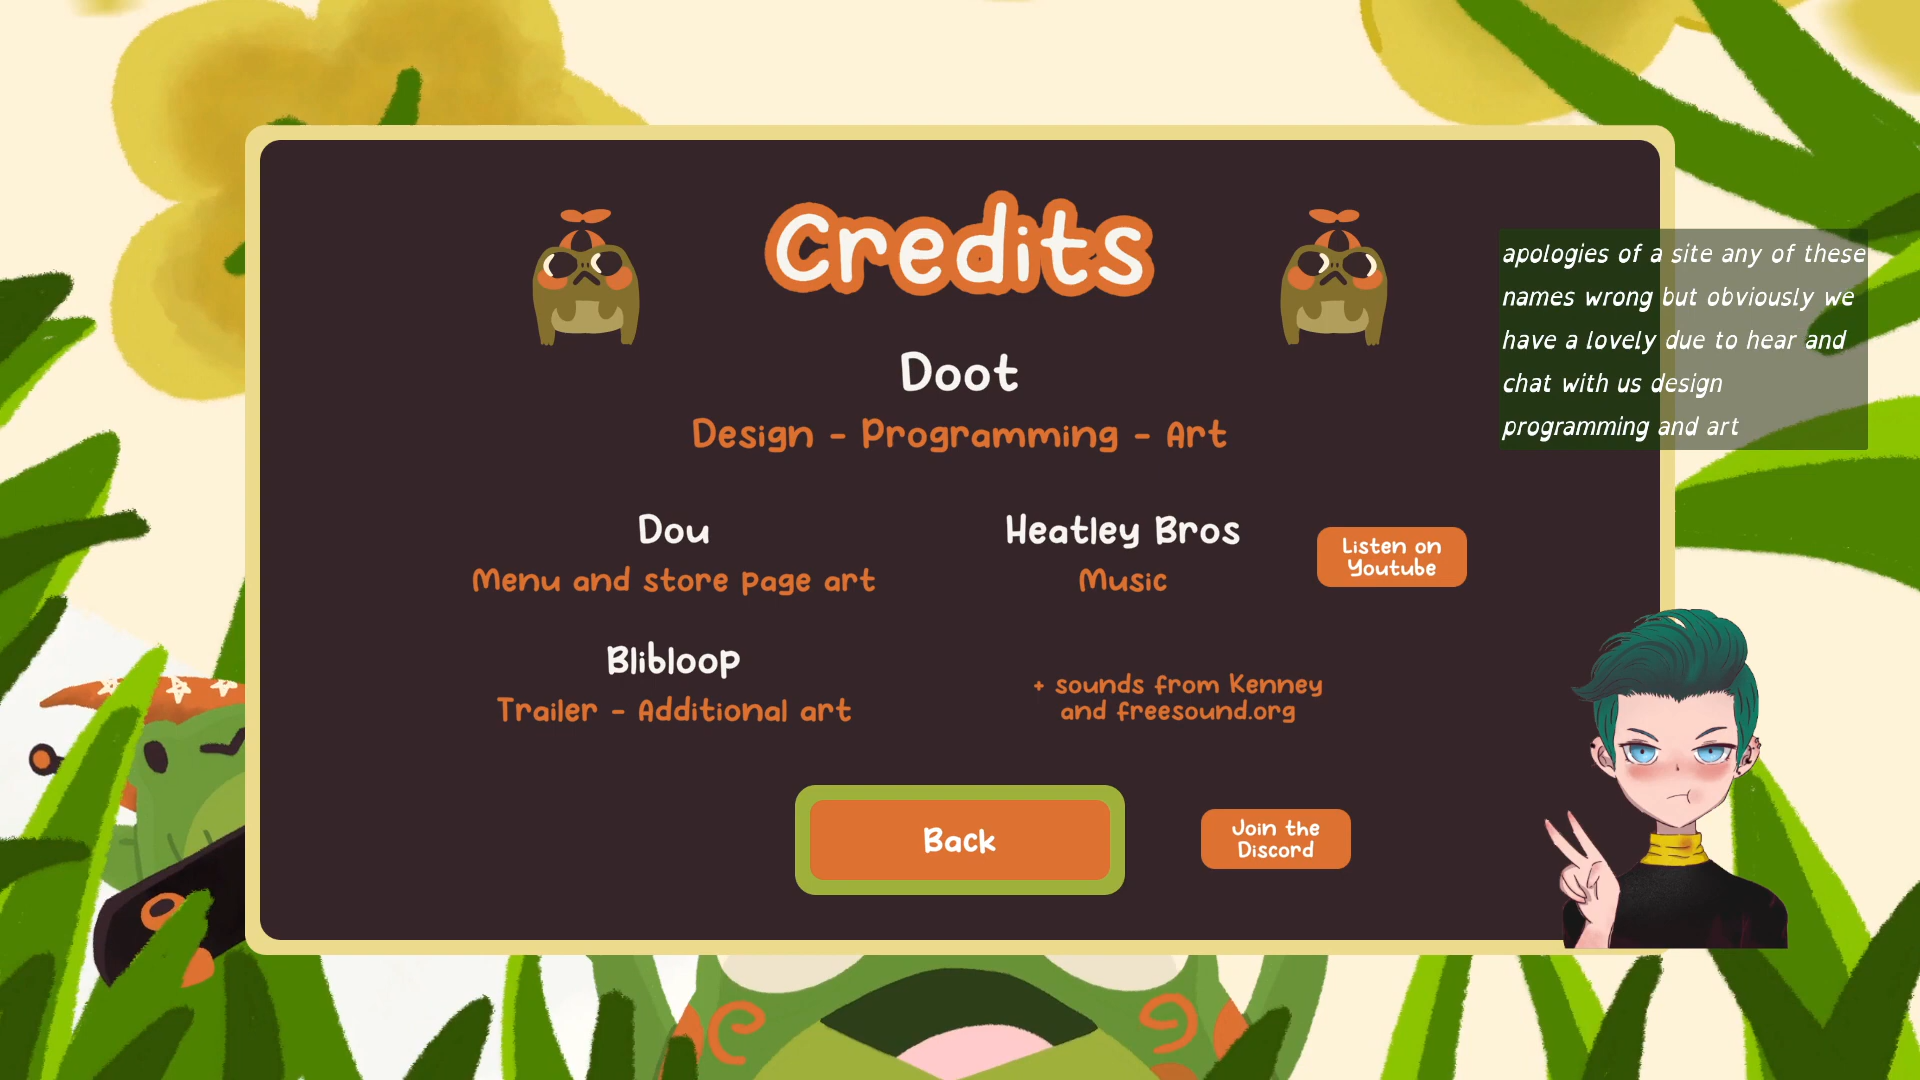 Credits
Doot
Design - Programming - Art
Dou
Menu and store page art
Heatley Bros
Music
Listen on
Youtube
Blibloop
Trailer - Additional art
+ sounds from Kenney
and freesound.org
Back
Join the
Discord
apologies of a site any of these
names wrong but obviously we
have a lovely due to hear and
chat with us design
programming and art